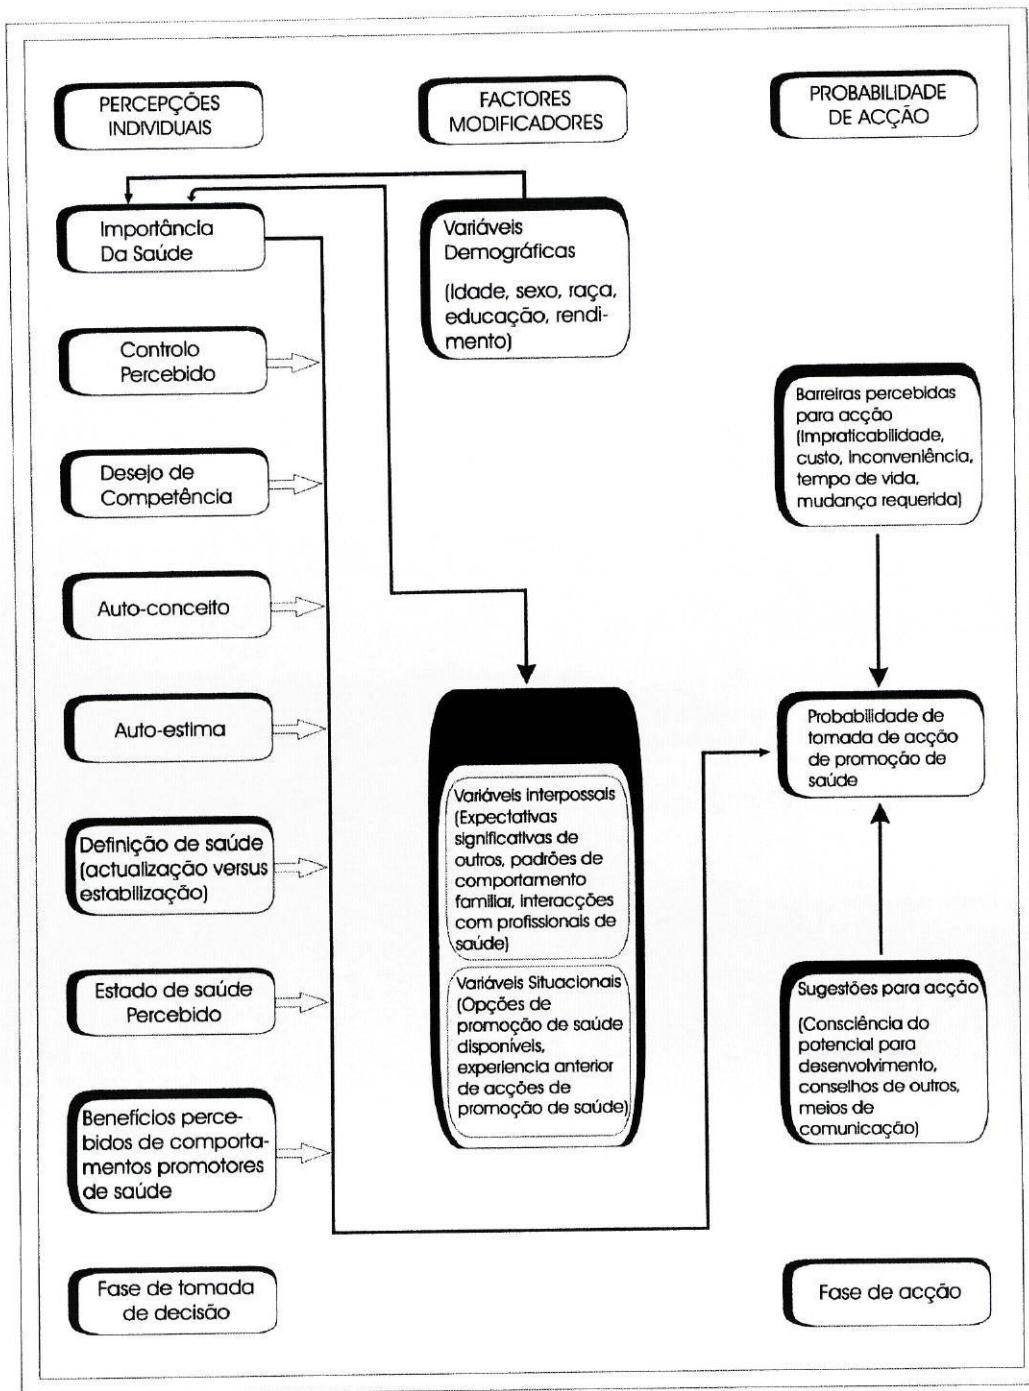 PERCEPÇÕES
INDIVIDUAIS
FACTORES
MODIFICADORES
PROBABILIDADE
DE ACÇÃO
Importância
Da Saúde
Variáveis
Demográficas
(Idade, sexo, raça,
educação, rendi-
mento)
Controlo
Percebido
Desejo de
Competência
Auto-conceito
Auto-estima
Definição de saúde
(actualização versus
estabilização)
Estado de saúde
Percebido
Benefícios perce-
bidos de comporta-
mentos promotores
de saúde
Fase de tomada
de decisão
Variáveis interpossais
(Expectativas
significativas de
outros, padrões de
comportamento
familiar, interacções
com profissionais de
saúde)
Variáveis Situacionais
(Opções de
promoção de saúde
disponíveis,
experiencia anterior
de acções de
promoção de saúde)
Barreiras percebidas
para acção
(Impraticabilidade,
custo, inconveniência,
tempo de vida,
mudança requerida)
Probabilidade de
tomada de acção
de promoção de
saúde
Sugestões para acção
(Consciência do
potencial para
desenvolvimento,
conselhos de outros,
meios de
comunicação)
Fase de acção